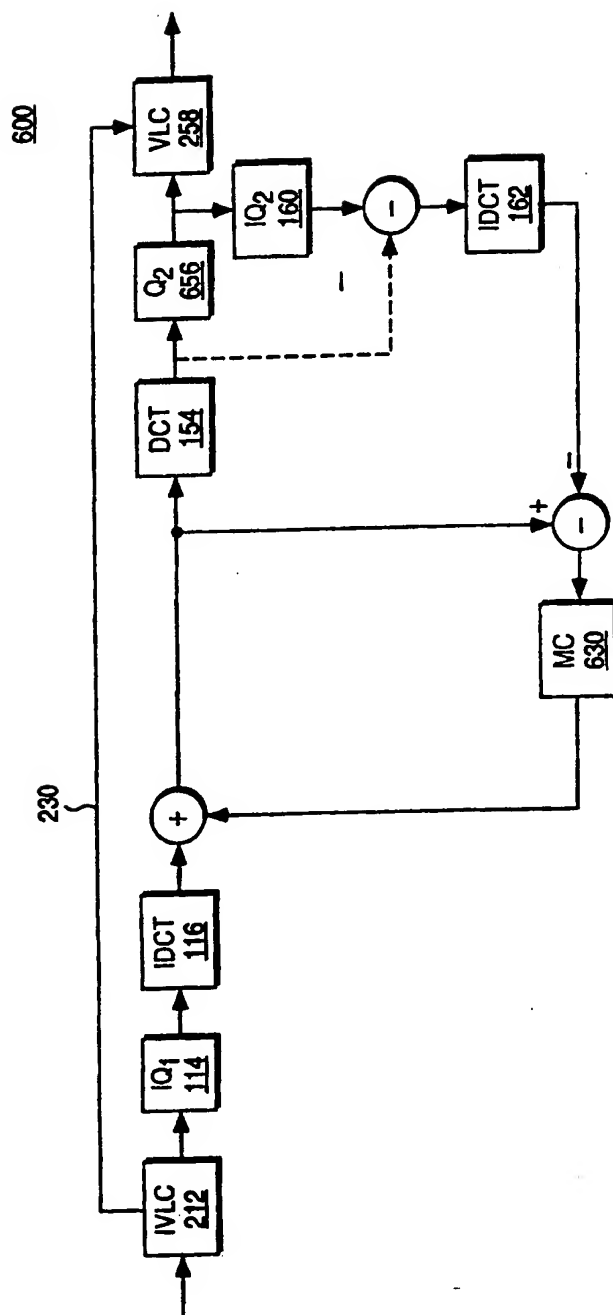 600
230
IVLC
212
IQ1
114
IDCT
116
+
DCT
154
Q2
656
VLC
258
IQ2
160
−
−
IDCT
162
+
−
−
MC
630